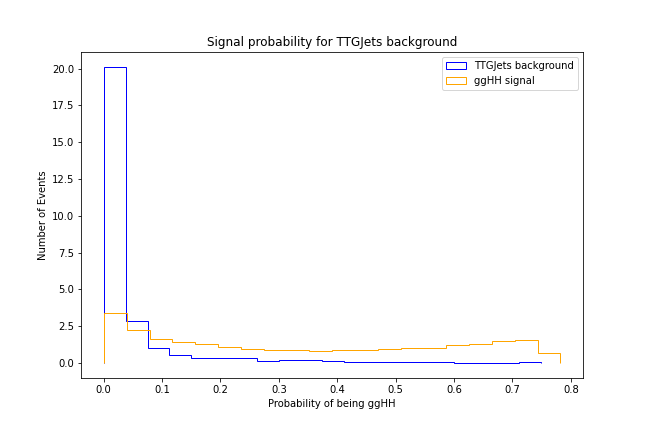 Signal probability for TTGJets background
TTGJets background
ggHH signal
Number of Events
20.0
17.5
15.0
12.5
10.0
7.5
5.0
2.5
0.0
0.0 0.1 0.2 0.3 0.4 0.5 0.6 0.7 0.8
Probability of being ggHH